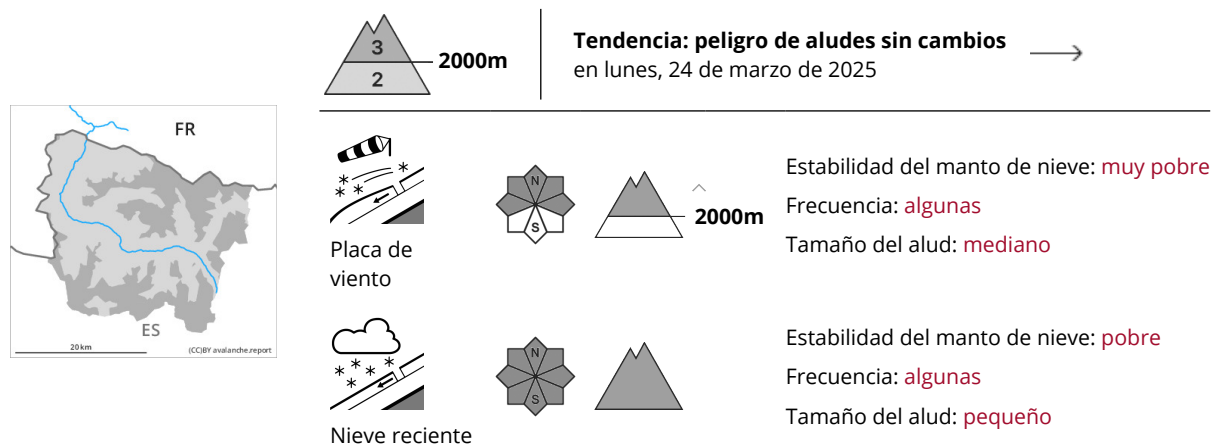 3
2
2000m
Tendencia: peligro de aludes sin cambios
en lunes, 24 de marzo de 2025
FR
ES
20 km
(CC)BY avalanche.report
Placa de
viento
N
S
2000m
Estabilidad del manto de nieve: muy pobre
Frecuencia: algunas
Tamaño del alud: mediano
Nieve reciente
N
S
Estabilidad del manto de nieve: pobre
Frecuencia: algunas
Tamaño del alud: pequeño